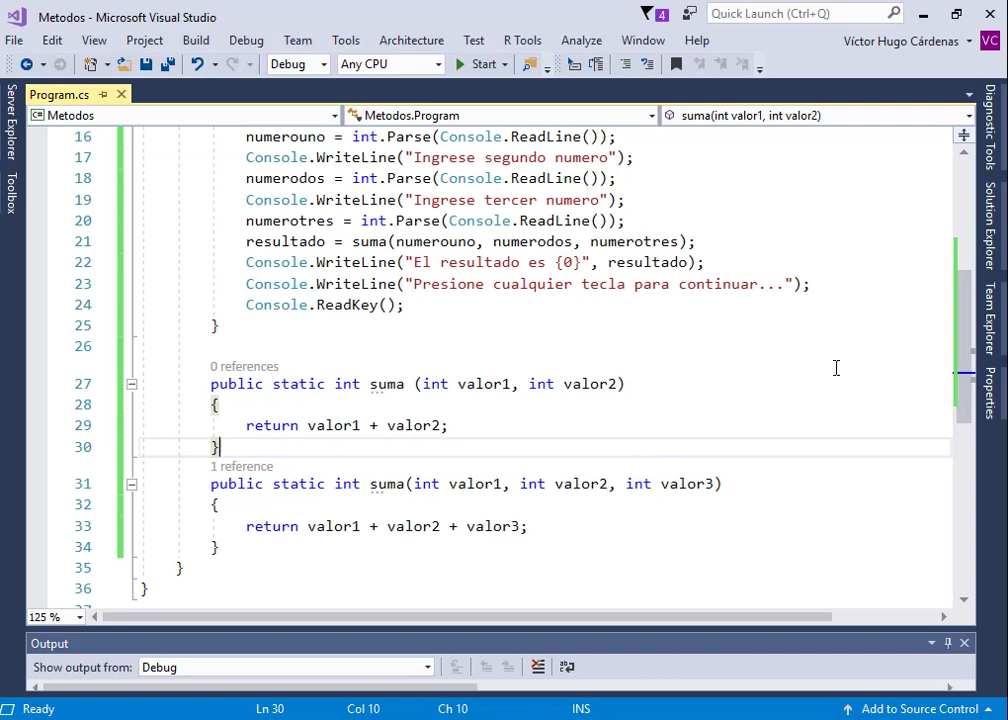 Metodos - Microsoft Visual Studio
4
Quick Launch (Ctrl+Q)
File Edit View Project Build Debug Team Tools Architecture Test R Tools Analyze Window Help
Víctor Hugo Cárdenas
VC
Debug Any CPU Start
Server Explorer
Toolbox
Program.cs
C# Metodos Metodos.Program suma(int valor1, int valor2)
16 numerouno = int.Parse(Console.ReadLine());
17 Console.WriteLine("Ingrese segundo numero");
18 numerodos = int.Parse(Console.ReadLine());
19 Console.WriteLine("Ingrese tercer numero");
20 numerotres = int.Parse(Console.ReadLine());
21 resultado = suma(numerouno, numerodos, numerotres);
22 Console.WriteLine("El resultado es {0}", resultado);
23 Console.WriteLine("Presione cualquier tecla para continuar...");
24 Console.ReadKey();
25 }
26
0 references
27 public static int suma (int valor1, int valor2)
28 {
29 return valor1 + valor2;
30 }
1 reference
31 public static int suma(int valor1, int valor2, int valor3)
32 {
33 return valor1 + valor2 + valor3;
34 }
35 }
36 }
125 %
Diagnostic Tools
Solution Explorer
Team Explorer
Properties
Output
Show output from: Debug
Ready Ln 30 Col 10 Ch 10 INS Add to Source Control